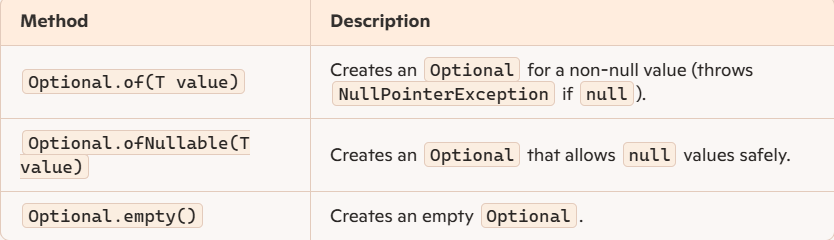 Method Description
Optional.of(T value) Creates an Optional for a non-null value (throws
NullPointerException if null ).
Optional.ofNullable(T
value) Creates an Optional that allows null values safely.
Optional.empty() Creates an empty Optional .